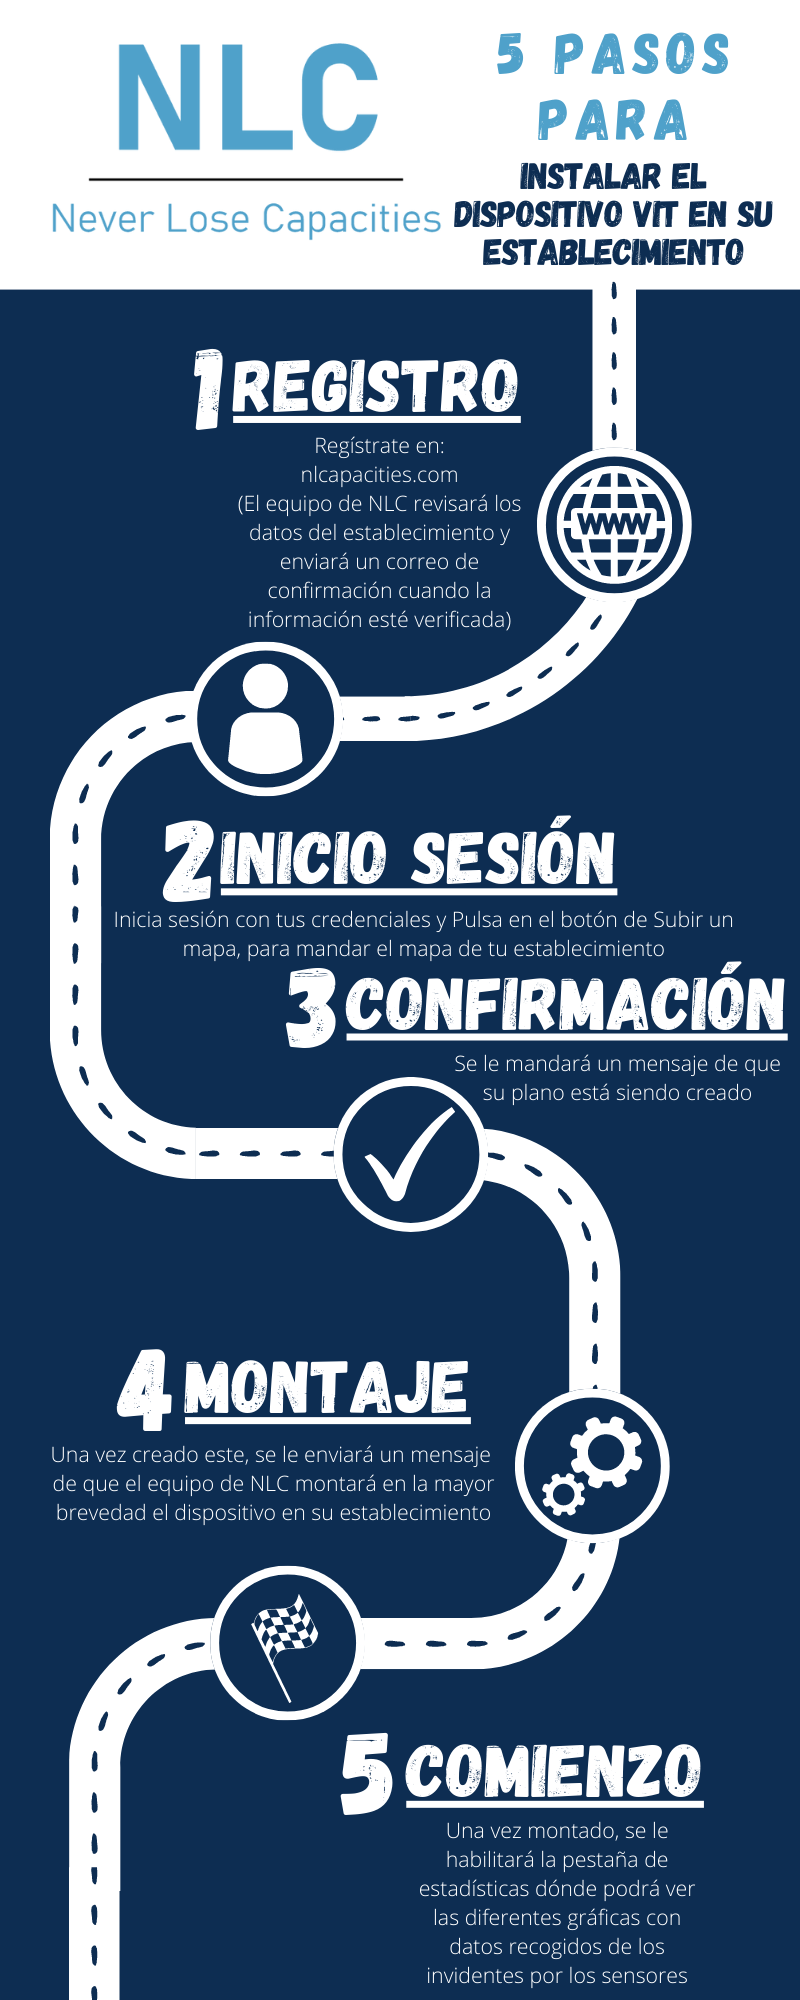 NLC
Never Lose Capacities
5 PASOS
PARA
INSTALAR EL
DISPOSITIVO VIT EN SU
ESTABLECIMIENTO
1 REGISTRO
Regístrate en:
nlcapacities.com
(El equipo de NLC revisará los
datos del establecimiento y
enviará un correo de
confirmación cuando la
información esté verificada)
WWW
2 INICIO SESIÓN
Inicia sesión con tus credenciales y Pulsa en el botón de Subir un
mapa, para mandar el mapa de tu establecimiento
3 CONFIRMACIÓN
Se le mandará un mensaje de que
su plano está siendo creado
4 MONTAJE
Una vez creado este, se le enviará un mensaje
de que el equipo de NLC montará en la mayor
brevedad el dispositivo en su establecimiento
5 COMIENZO
Una vez montado, se le
habilitará la pestaña de
estadísticas dónde podrá ver
las diferentes gráficas con
datos recogidos de los
invidentes por los sensores